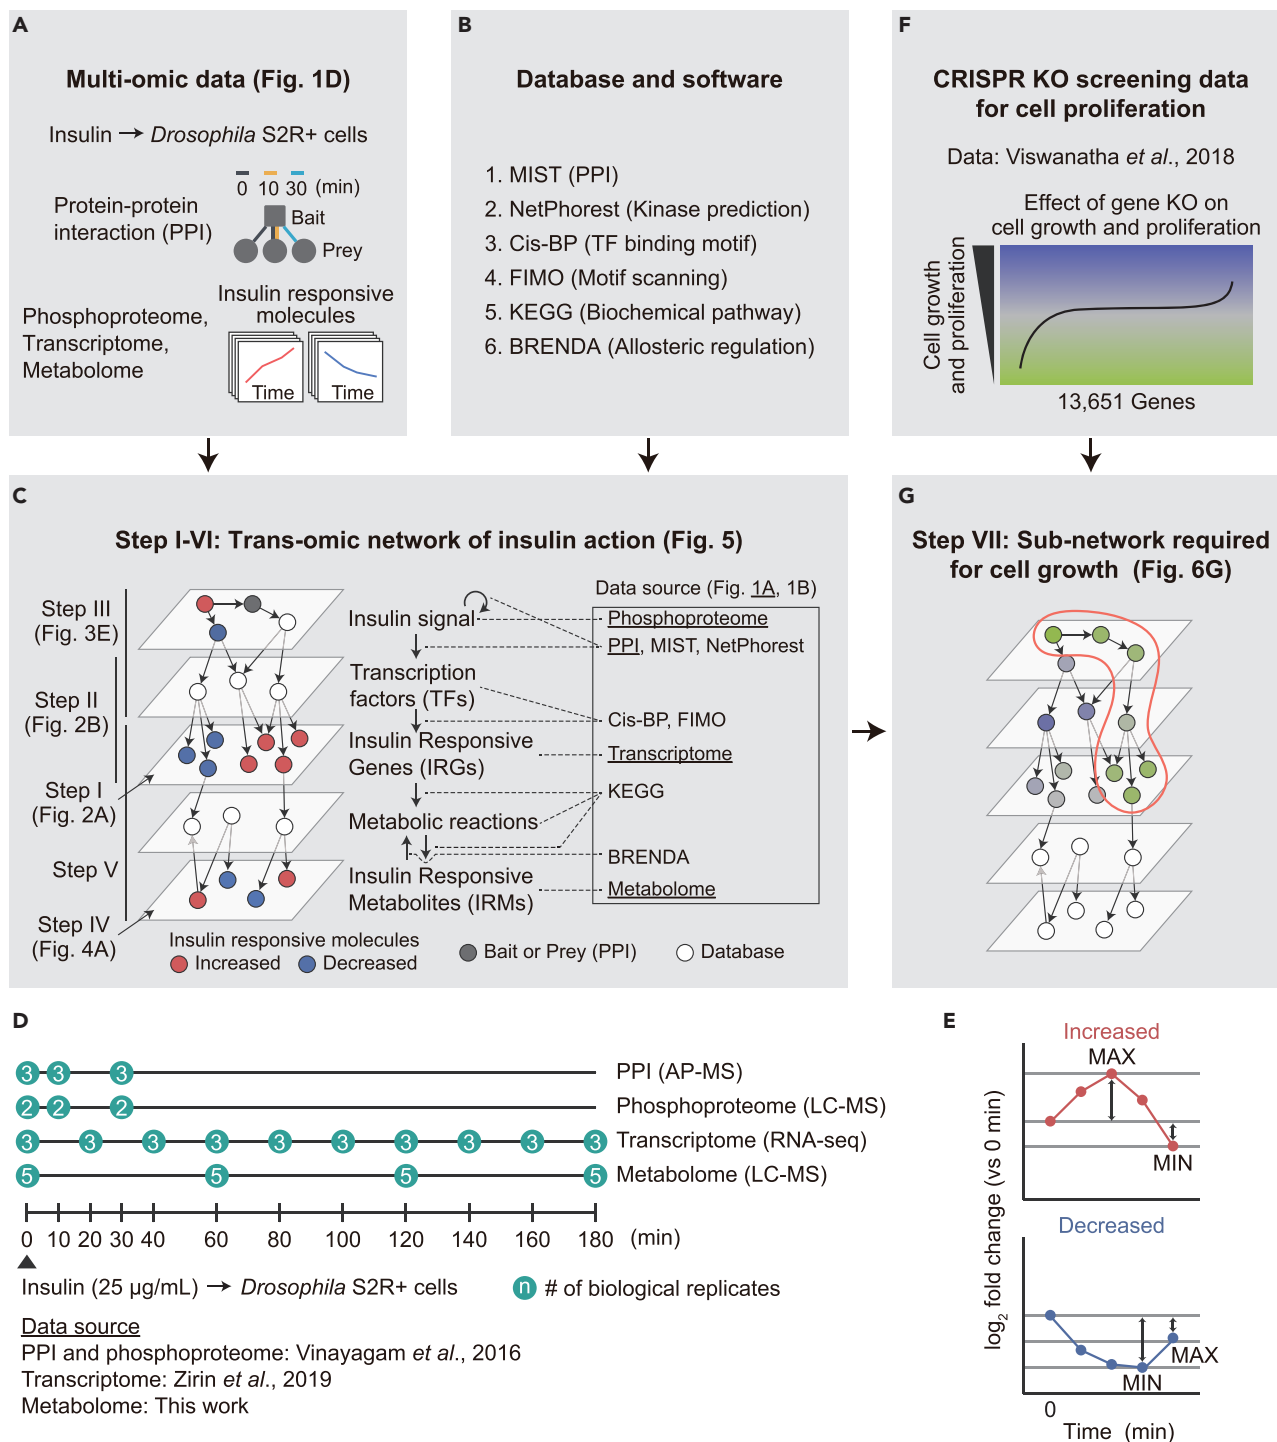 A
Multi-omic data (Fig. 1D)
Insulin → Drosophila S2R+ cells
0 10 30 (min)
Protein-protein
interaction (PPI)
Bait
Prey
Phosphoproteome,
Transcriptome,
Metabolome
Insulin responsive
molecules
Time
Time
B
Database and software
1. MIST (PPI)
2. NetPhorest (Kinase prediction)
3. Cis-BP (TF binding motif)
4. FIMO (Motif scanning)
5. KEGG (Biochemical pathway)
6. BRENDA (Allosteric regulation)
F
CRISPR KO screening data
for cell proliferation
Data: Viswanatha et al., 2018
Effect of gene KO on
cell growth and proliferation
Cell growth
and proliferation
13,651 Genes
C
Step I-VI: Trans-omic network of insulin action (Fig. 5)
Step III
(Fig. 3E)
Step II
(Fig. 2B)
Step I
(Fig. 2A)
Step V
Step IV
(Fig. 4A)
Insulin signal
Transcription
factors (TFs)
Insulin Responsive
Genes (IRGs)
Metabolic reactions
Insulin Responsive
Metabolites (IRMs)
Data source (Fig. 1A, 1B)
Phosphoproteome
PPI, MIST, NetPhorest
Cis-BP, FIMO
Transcriptome
KEGG
BRENDA
Metabolome
Insulin responsive molecules
Increased
Decreased
Bait or Prey (PPI)
Database
G
Step VII: Sub-network required
for cell growth (Fig. 6G)
D
3 3 3 PPI (AP-MS)
2 2 2 Phosphoproteome (LC-MS)
3 3 3 3 3 3 3 3 3 3 Transcriptome (RNA-seq)
5 5 5 5 Metabolome (LC-MS)
0 10 20 30 40 60 80 100 120 140 160 180 (min)
Insulin (25 µg/mL) → Drosophila S2R+ cells
n # of biological replicates
Data source
PPI and phosphoproteome: Vinayagam et al., 2016
Transcriptome: Zirin et al., 2019
Metabolome: This work
E
log2 fold change (vs 0 min)
Increased
MAX
MIN
Decreased
MAX
MIN
0
Time (min)